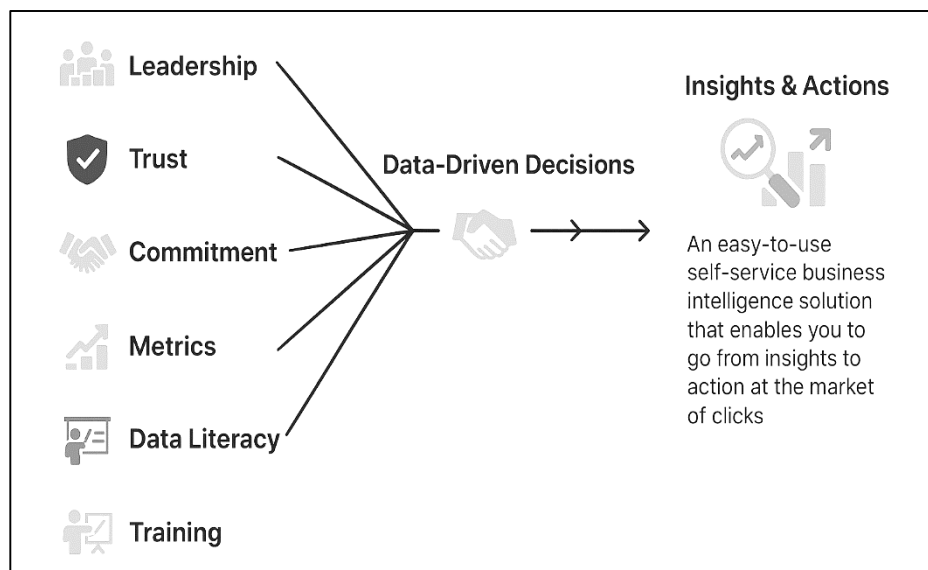 Leadership
Trust
Commitment
Metrics
Data Literacy
Training
Data-Driven Decisions
Insights & Actions
An easy-to-use
self-service business
intelligence solution
that enables you to
go from insights to
action at the market
of clicks